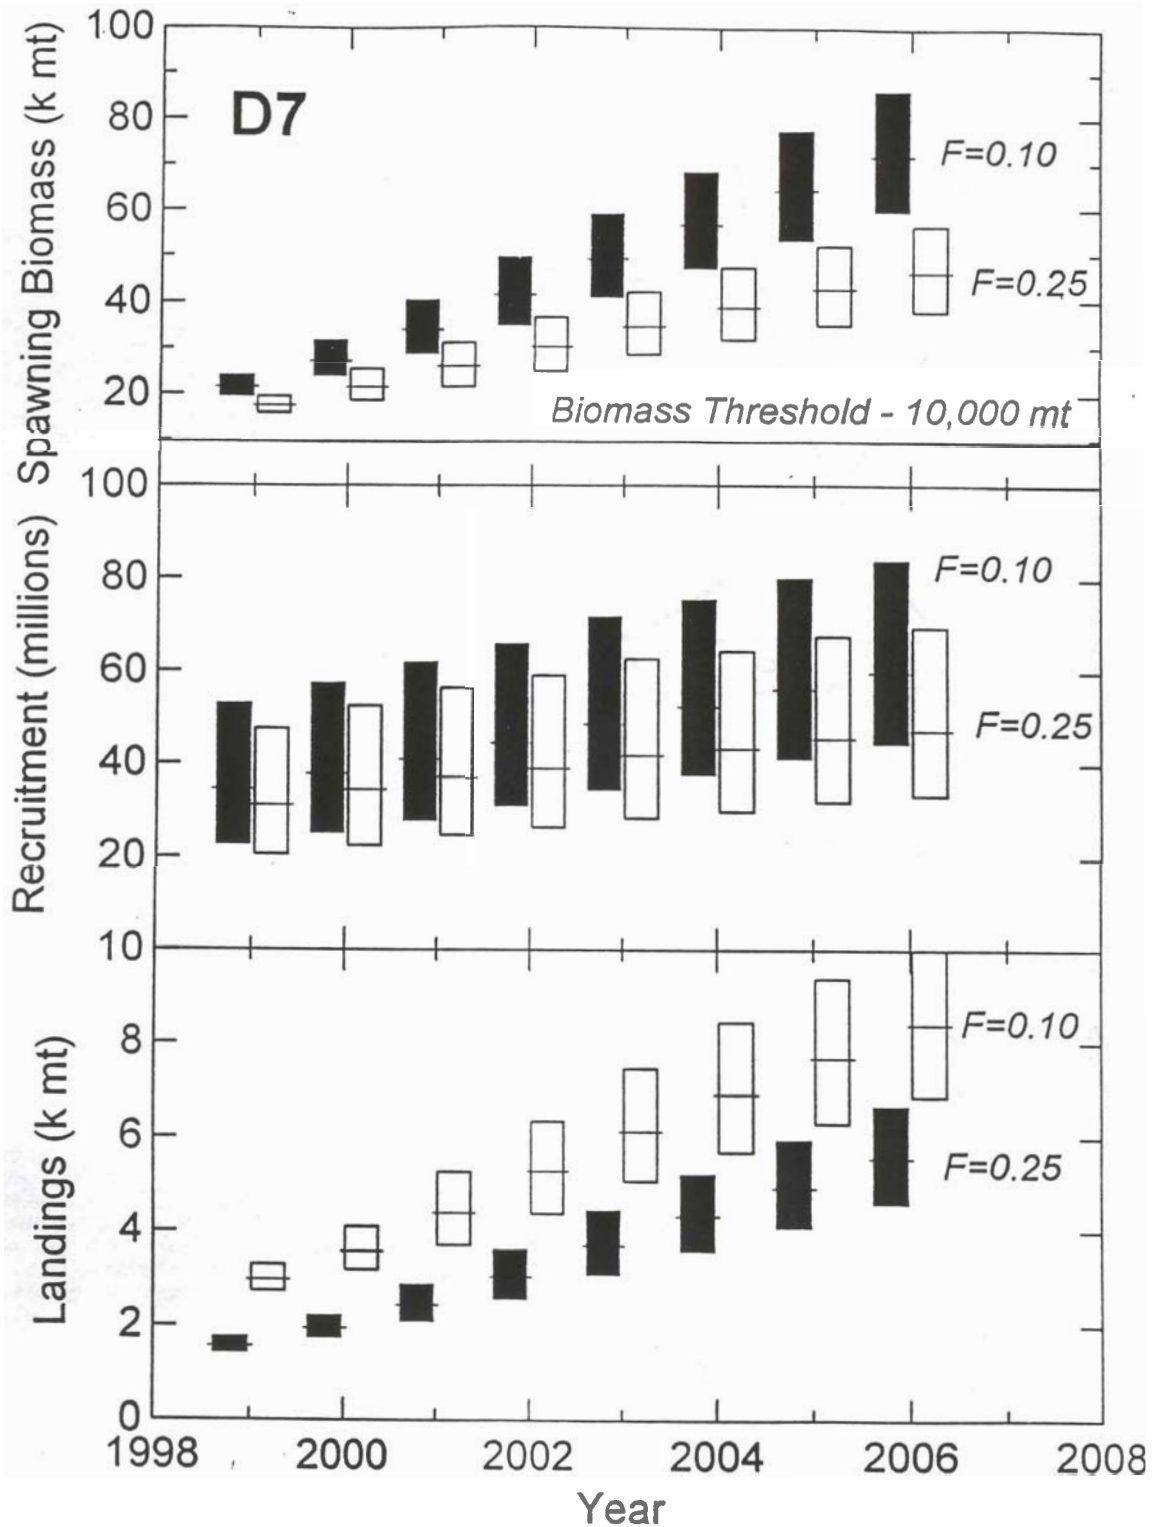 Spawning Biomass (k mt)
100
80
60
40
20
D7
F=0.10
F=0.25
Biomass Threshold - 10,000 mt
Recruitment (millions)
100
80
60
40
20
F=0.10
F=0.25
Landings (k mt)
10
8
6
4
2
0
F=0.10
F=0.25
1998 2000 2002 2004 2006 2008
Year